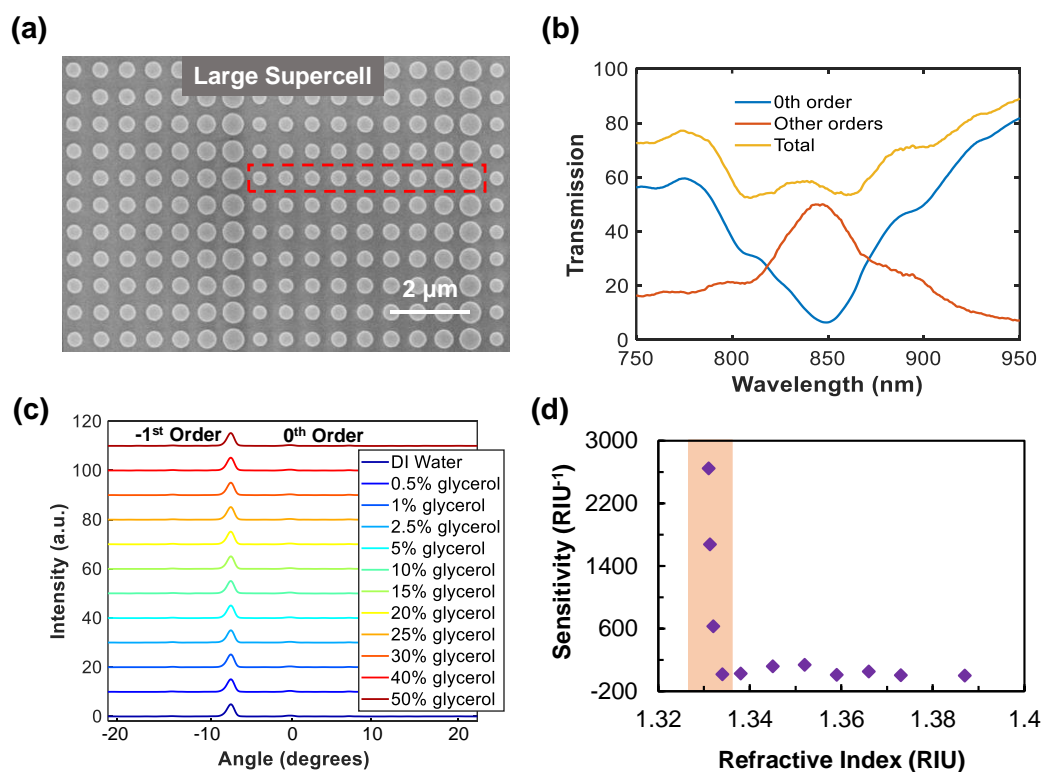 (a)
Large Supercell
2 μm
(b)
100
80
60
40
20
0
Transmission
0th order
Other orders
Total
750
800
850
900
950
Wavelength (nm)
(c)
120
100
80
60
40
20
0
Intensity (a.u.)
-1st Order
0th Order
DI Water
0.5% glycerol
1% glycerol
2.5% glycerol
5% glycerol
10% glycerol
15% glycerol
20% glycerol
25% glycerol
30% glycerol
40% glycerol
50% glycerol
-20
-10
0
10
20
Angle (degrees)
(d)
3000
2200
1400
600
-200
Sensitivity (RIU-1)
1.32
1.34
1.36
1.38
1.4
Refractive Index (RIU)